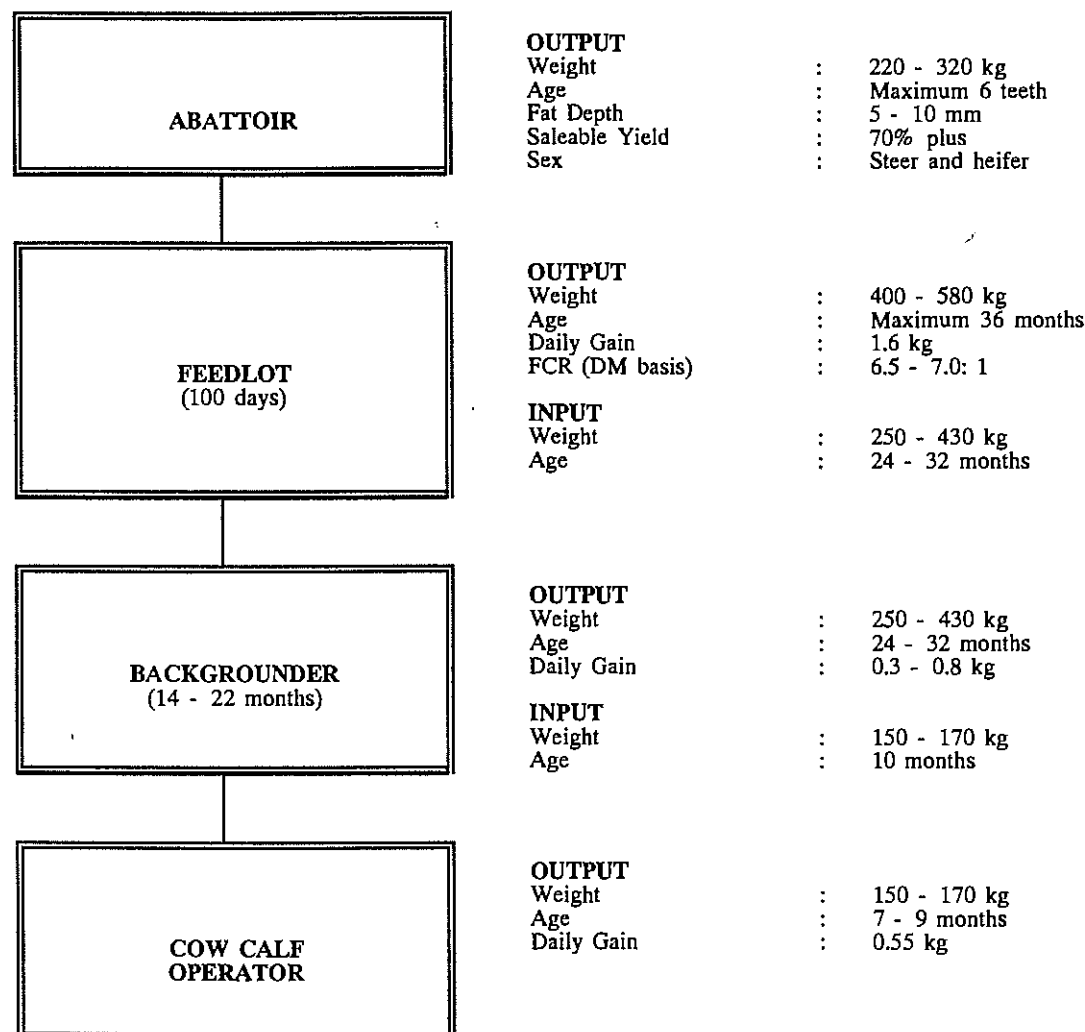 ABATTOIR
OUTPUT
Weight : 220 - 320 kg
Age : Maximum 6 teeth
Fat Depth : 5 - 10 mm
Saleable Yield : 70% plus
Sex : Steer and heifer
FEEDLOT
(100 days)
OUTPUT
Weight : 400 - 580 kg
Age : Maximum 36 months
Daily Gain : 1.6 kg
FCR (DM basis) : 6.5 - 7.0: 1
INPUT
Weight : 250 - 430 kg
Age : 24 - 32 months
BACKGROUNDER
(14 - 22 months)
OUTPUT
Weight : 250 - 430 kg
Age : 24 - 32 months
Daily Gain : 0.3 - 0.8 kg
INPUT
Weight : 150 - 170 kg
Age : 10 months
COW CALF
OPERATOR
OUTPUT
Weight : 150 - 170 kg
Age : 7 - 9 months
Daily Gain : 0.55 kg